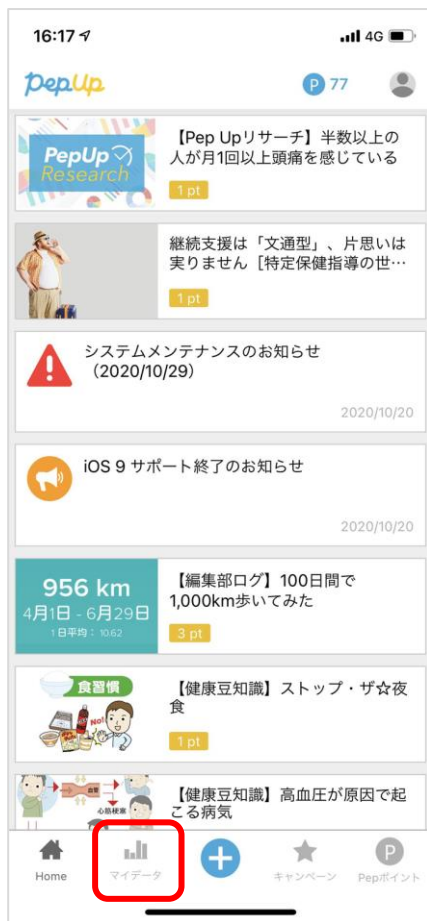 16:17
4G
PepUp
P 77
PepUp
Research
【Pep Upリサーチ】半数以上の
人が月1回以上頭痛を感じている
1 pt
継続支援は「文通型」、片思いは
実りません［特定保健指導の世…
1 pt
システムメンテナンスのお知らせ
（2020/10/29）
2020/10/20
iOS 9 サポート終了のお知らせ
2020/10/20
956 km
4月1日 - 6月29日
1日平均： 10.62
【編集部ログ】100日間で
1,000km歩いてみた
3 pt
食習慣
No!
【健康豆知識】ストップ・ザ☆夜
食
1 pt
血管
心筋梗塞
【健康豆知識】高血圧が原因で起
こる病気
Home
マイデータ
キャンペーン
P
Pepポイント